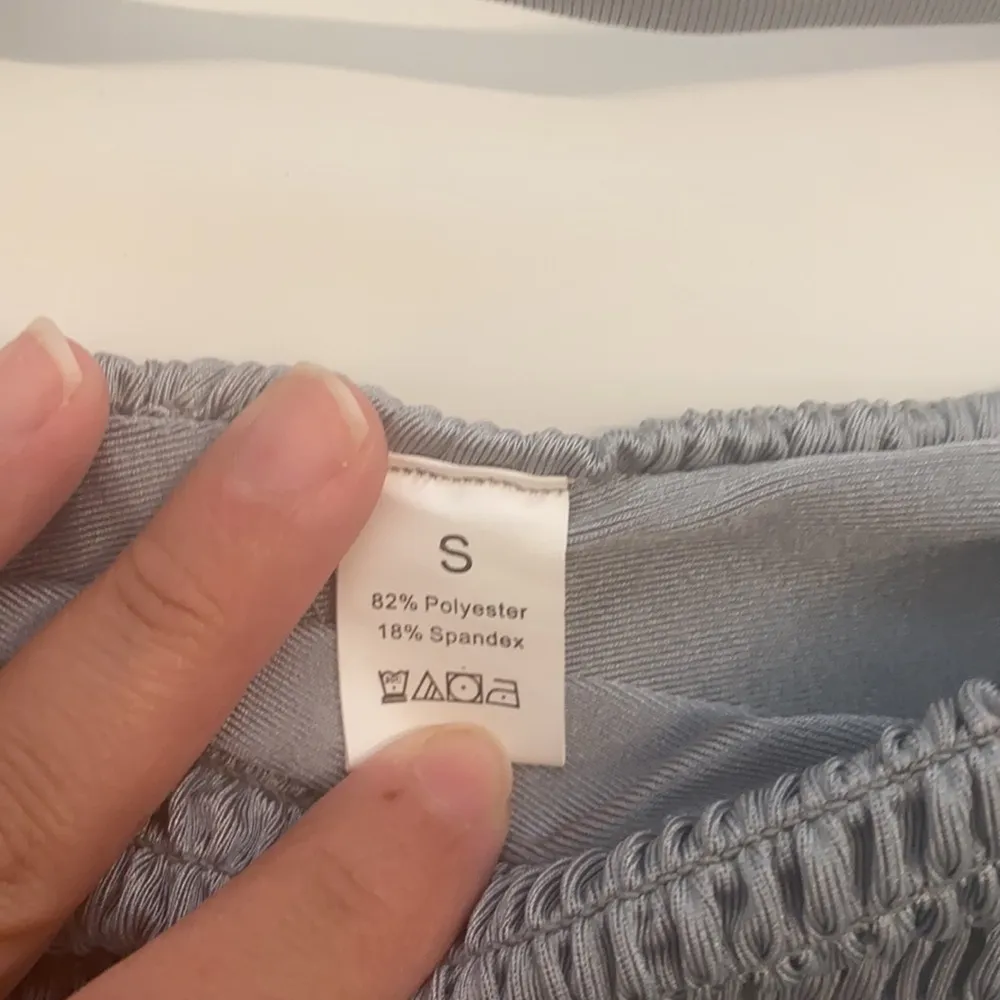 S
82% Polyester
18% Spandex